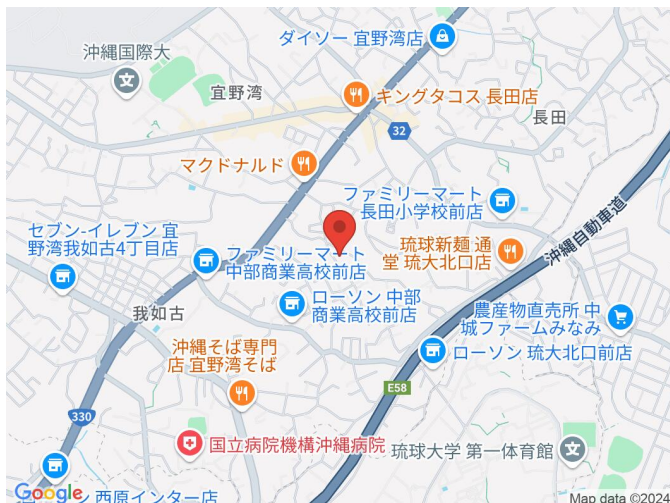 ダイソー 宜野湾店
沖縄国際大
宜野湾
キングタコス 長田店
長田
32
マクドナルド
ファミリーマート
長田小学校前店
沖縄自動車道
セブン-イレブン 宜
野湾我如古4丁目店
ファミリーマート
中部商業高校前店
琉球新麺 通
堂 琉大北口店
ローソン 中部
商業高校前店
我如古
農産物直売所 中
城ファームみなみ
沖縄そば専門
店 宜野湾そば
ローソン 琉大北口前店
E58
330
国立病院機構沖縄病院
琉球大学 第一体育館
ン 西原インター店
Google
Map data ©2024